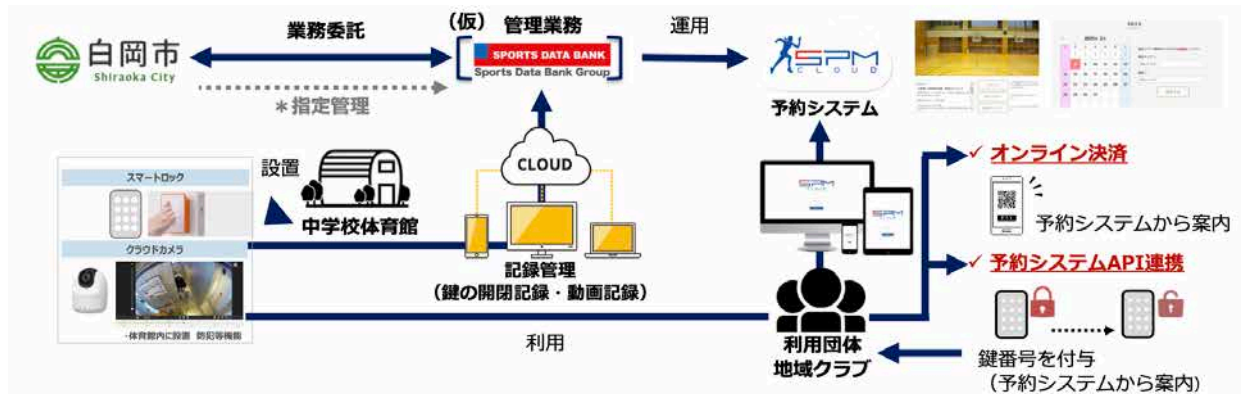 白岡市
Shiraoka City
業務委託
*指定管理
(仮)
管理業務
SPORTS DATA BANK
Sports Data Bank Group
運用
SPM
CLOUD
予約システム
スマートロック
クラウドカメラ
・体育館内に設置 防犯等機能
設置
中学校体育館
CLOUD
記録管理
(鍵の開閉記録・動画記録)
利用
利用団体
地域クラブ
✓ オンライン決済
予約システムから案内
✓ 予約システムAPI連携
鍵番号を付与
(予約システムから案内)